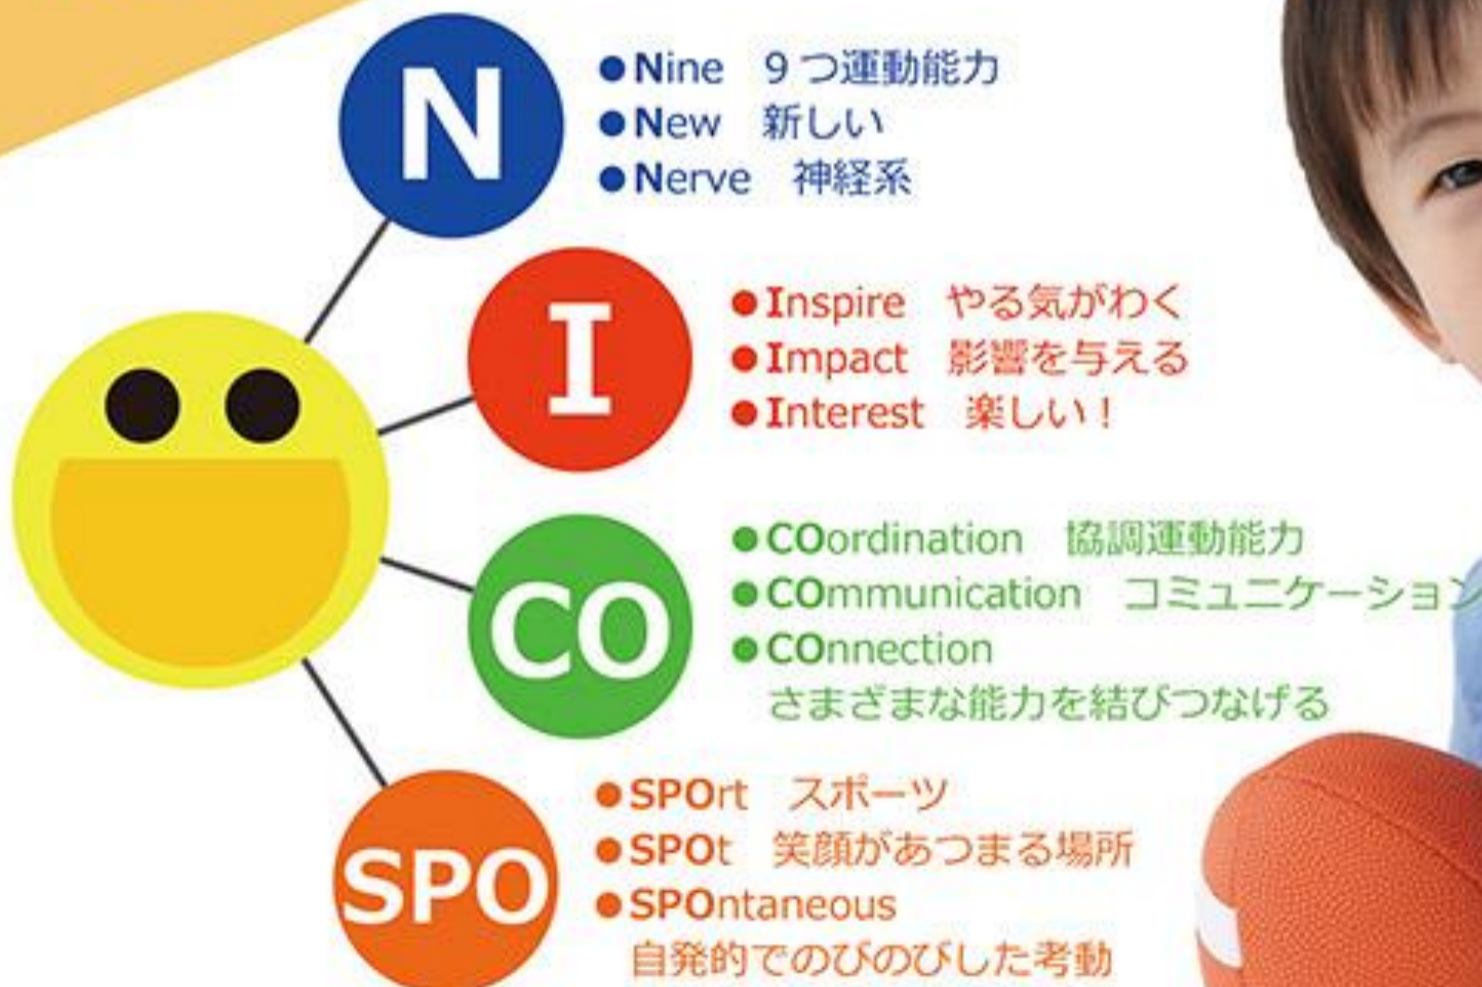 N
●Nine 9つ運動能力
●New 新しい
●Nerve 神経系
I
●Inspire やる気がわく
●Impact 影響を与える
●Interest 楽しい！
CO
●COordination 協調運動能力
●COmmunication コミュニケーション
●COnnection
さまざまな能力を結びつなげる
SPO
●SPOrt スポーツ
●SPOt 笑顔があつまる場所
●SPOntaneous
自発的でのびのびした考動